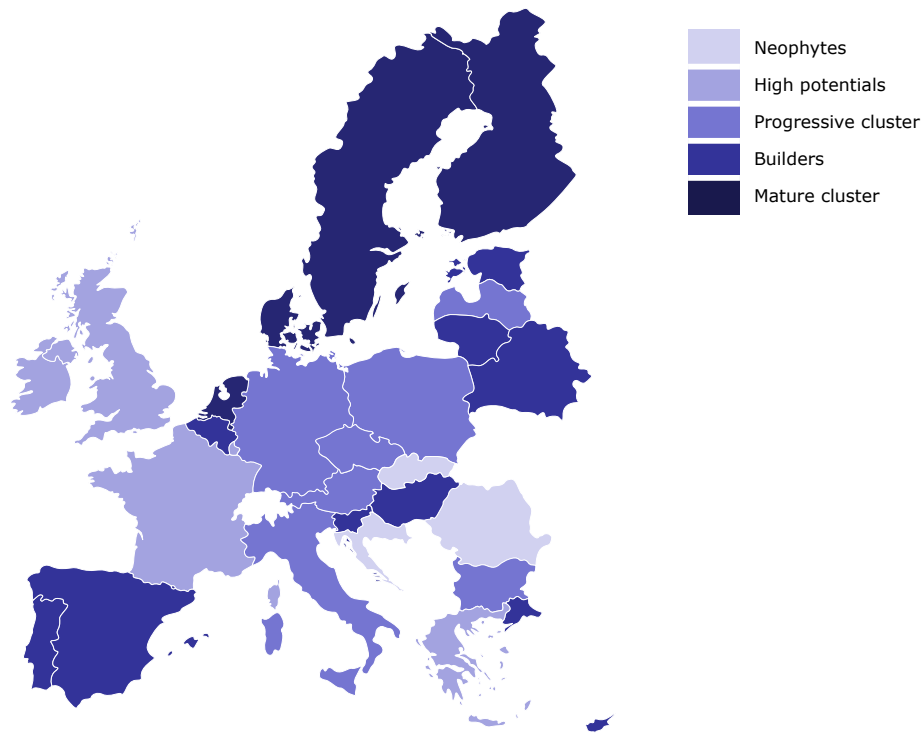 Neophytes
High potentials
Progressive cluster
Builders
Mature cluster